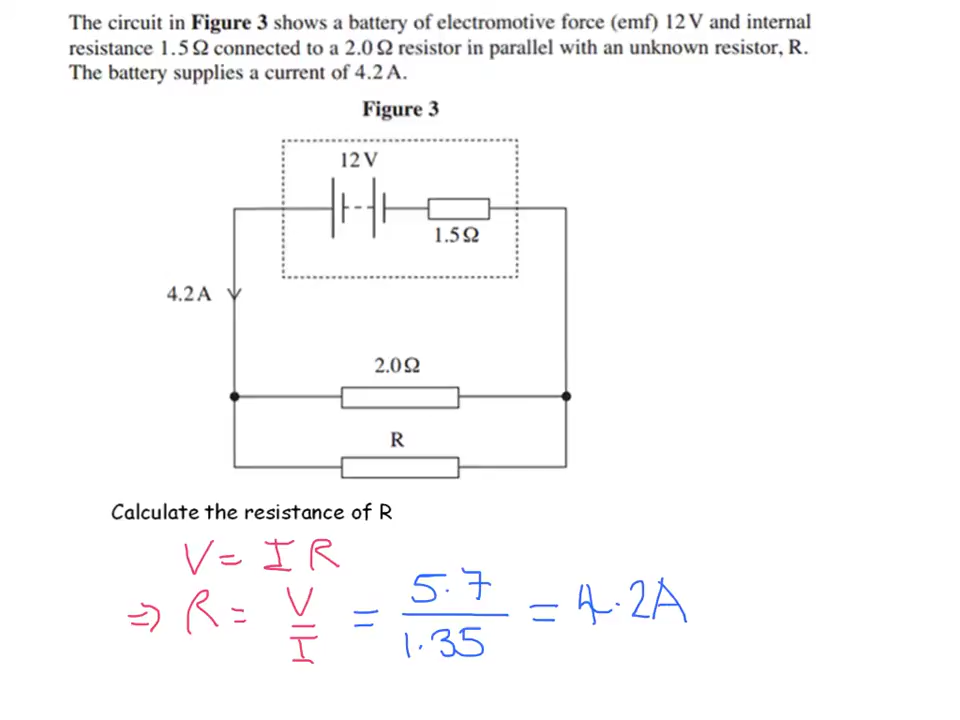 The circuit in Figure 3 shows a battery of electromotive force (emf) 12 V and internal
resistance 1.5 Ω connected to a 2.0 Ω resistor in parallel with an unknown resistor, R.
The battery supplies a current of 4.2 A.
Figure 3
12 V
1.5 Ω
4.2 A
2.0 Ω
R
Calculate the resistance of R
V = I R
⇒ R = V/I = 5.7/1.35 = 4.2A